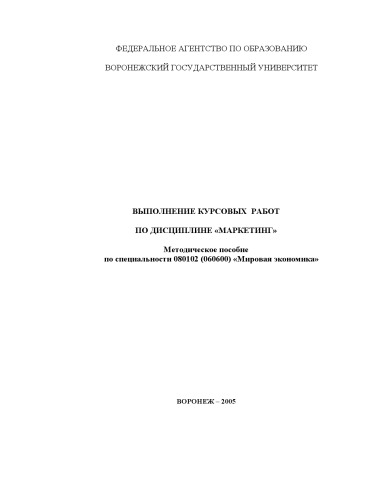 ФЕДЕРАЛЬНОЕ АГЕНТСТВО ПО ОБРАЗОВАНИЮ
ВОРОНЕЖСКИЙ ГОСУДАРСТВЕННЫЙ УНИВЕРСИТЕТ
ВЫПОЛНЕНИЕ КУРСОВЫХ РАБОТ
ПО ДИСЦИПЛИНЕ «МАРКЕТИНГ»
Методическое пособие
по специальности 080102 (060600) «Мировая экономика»
ВОРОНЕЖ – 2005